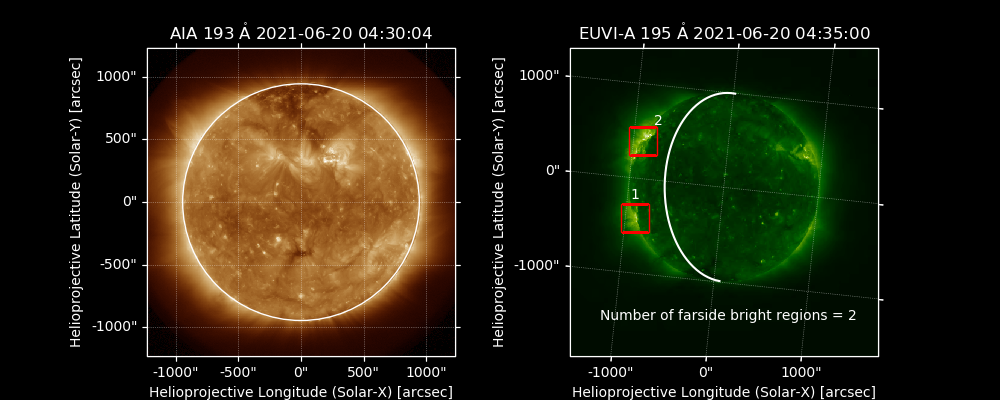 AIA 193 Å 2021-06-20 04:30:04
Helioprojective Latitude (Solar-Y) [arcsec]
1000"
500"
0"
-500"
-1000"
-1000" -500" 0" 500" 1000"
Helioprojective Longitude (Solar-X) [arcsec]
EUVI-A 195 Å 2021-06-20 04:35:00
Helioprojective Latitude (Solar-Y) [arcsec]
1000"
0"
-1000"
2
1
Number of farside bright regions = 2
-1000" 0" 1000"
Helioprojective Longitude (Solar-X) [arcsec]